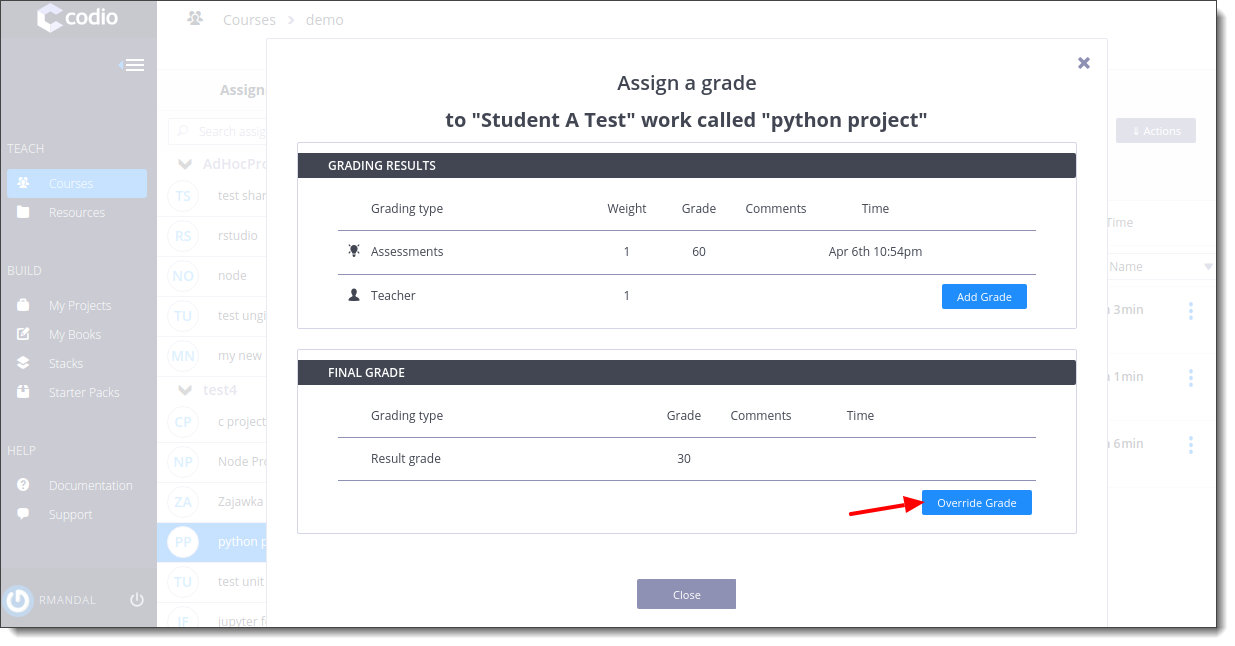 codio
Courses > demo
Assign a grade
to "Student A Test" work called "python project"
GRADING RESULTS
Grading type Weight Grade Comments Time
Assessments 1 60 Apr 6th 10:54pm
Teacher 1 Add Grade
FINAL GRADE
Grading type Grade Comments Time
Result grade 30
Override Grade
Close
TEACH
Courses
Resources
BUILD
My Projects
My Books
Stacks
Starter Packs
HELP
Documentation
Support
RMANDAL
Assign
Search assig
AdHocPro
TS test shar
RS rstudio
NO node
TU test ungi
MN my new
test4
CP c project
NP Node Pro
ZA Zajawka
PP python p
TU test unit
JF jupyter f
Actions
Time
Name
3min
1min
6min